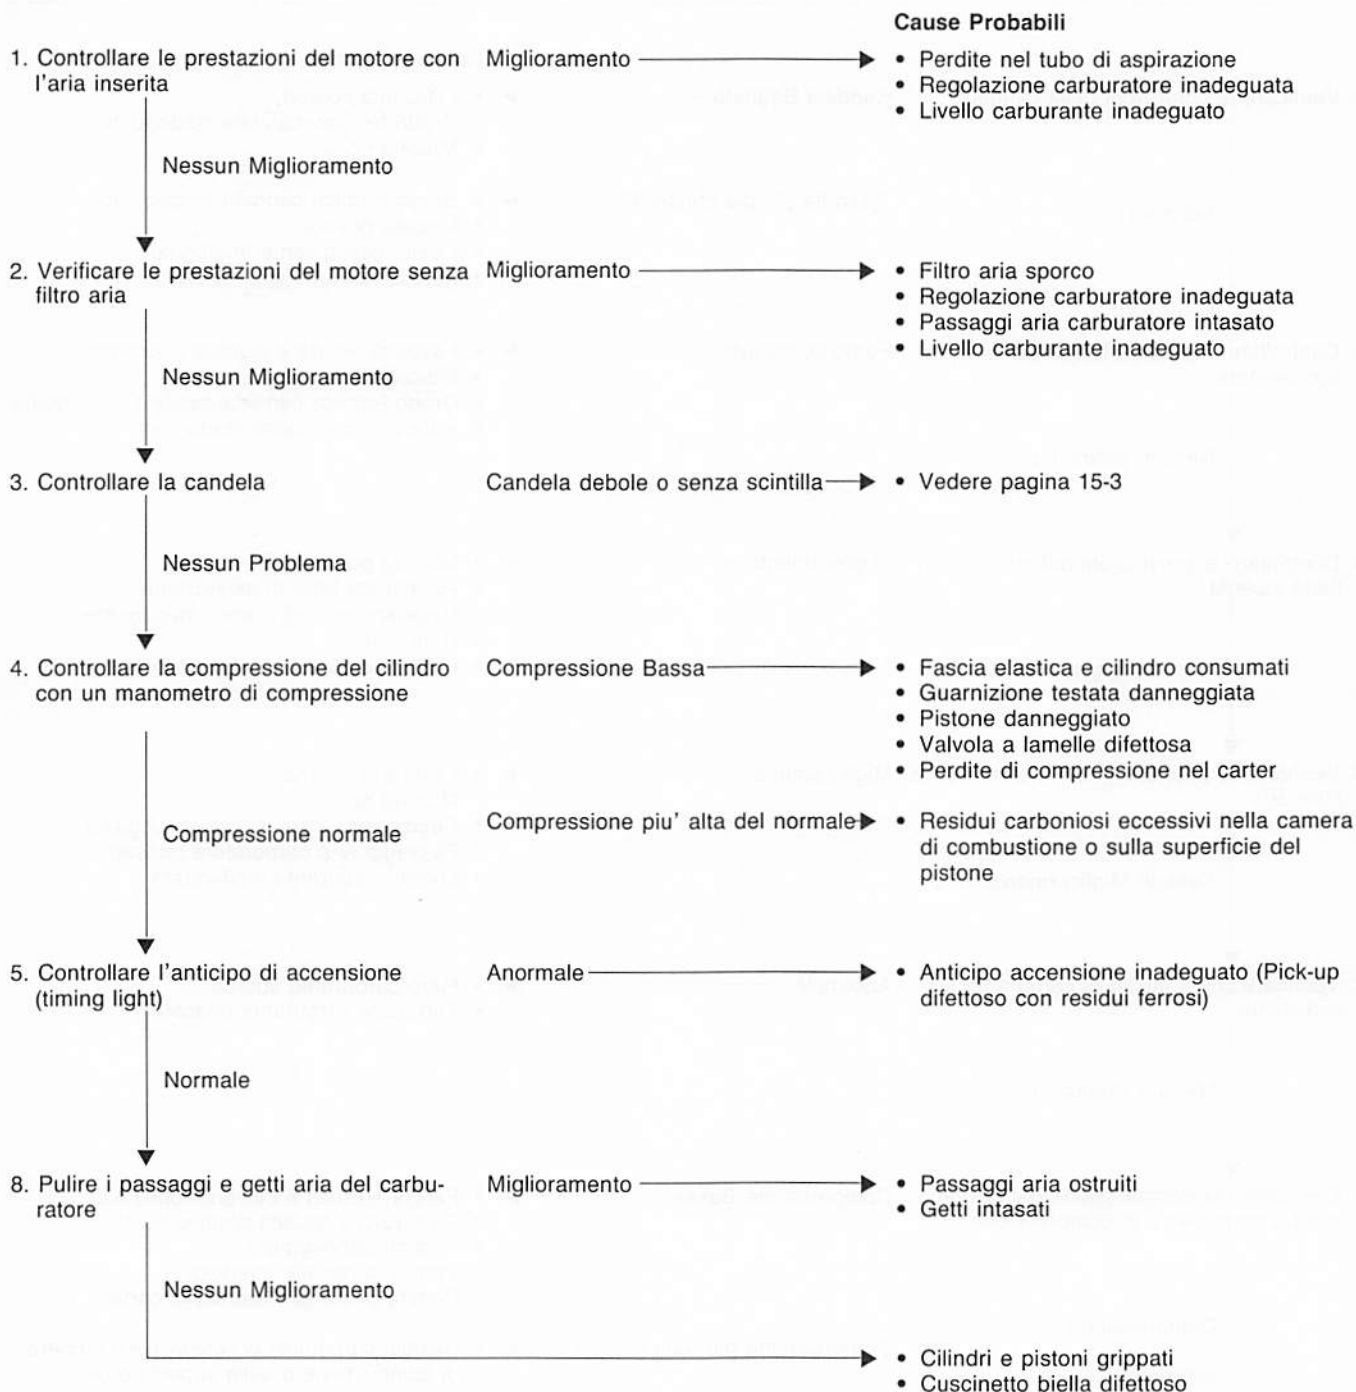 Cause Probabili
1. Controllare le prestazioni del motore con
l'aria inserita
Miglioramento
• Perdite nel tubo di aspirazione
• Regolazione carburatore inadeguata
• Livello carburante inadeguato
Nessun Miglioramento
2. Verificare le prestazioni del motore senza
filtro aria
Miglioramento
• Filtro aria sporco
• Regolazione carburatore inadeguata
• Passaggi aria carburatore intasato
• Livello carburante inadeguato
Nessun Miglioramento
3. Controllare la candela
Candela debole o senza scintilla
• Vedere pagina 15-3
Nessun Problema
4. Controllare la compressione del cilindro
con un manometro di compressione
Compressione Bassa
• Fascia elastica e cilindro consumati
• Guarnizione testata danneggiata
• Pistone danneggiato
• Valvola a lamelle difettosa
• Perdite di compressione nel carter
Compressione piu' alta del normale
• Residui carboniosi eccessivi nella camera
di combustione o sulla superficie del
pistone
Compressione normale
5. Controllare l'anticipo di accensione
(timing light)
Anormale
• Anticipo accensione inadeguato (Pick-up
difettoso con residui ferrosi)
Normale
8. Pulire i passaggi e getti aria del carbu-
ratore
Miglioramento
• Passaggi aria ostruiti
• Getti intasati
Nessun Miglioramento
• Cilindri e pistoni grippati
• Cuscinetto biella difettoso